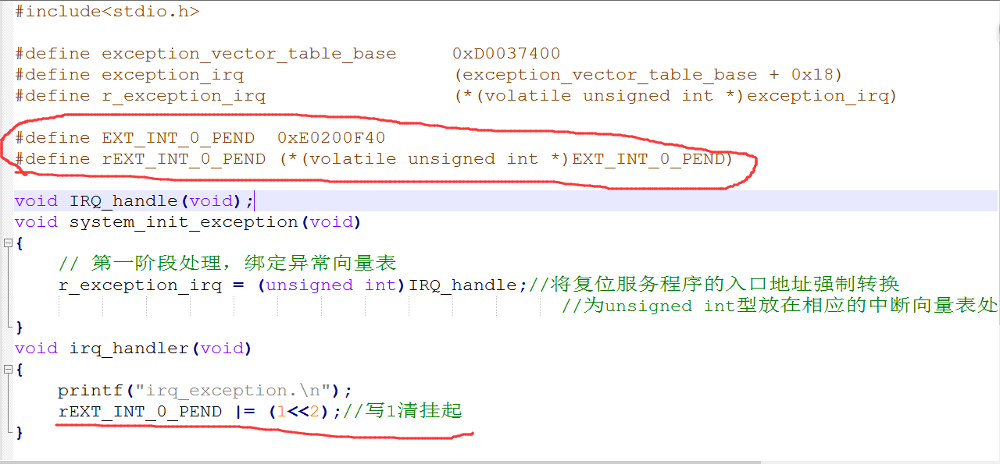 #include<stdio.h>
#define exception_vector_table_base 0xD0037400
#define exception_irq (exception_vector_table_base + 0x18)
#define r_exception_irq (*(volatile unsigned int *)exception_irq)
#define EXT_INT_0_PEND 0xE0200F40
#define rEXT_INT_0_PEND (*(volatile unsigned int *)EXT_INT_0_PEND)
void IRQ_handle(void);
void system_init_exception(void)
{
// 第一阶段处理，绑定异常向量表
r_exception_irq = (unsigned int)IRQ_handle;//将复位服务程序的入口地址强制转换
//为unsigned int型放在相应的中断向量表处
}
void irq_handler(void)
{
printf("irq_exception.\n");
rEXT_INT_0_PEND |= (1<<2);//写1清挂起
}